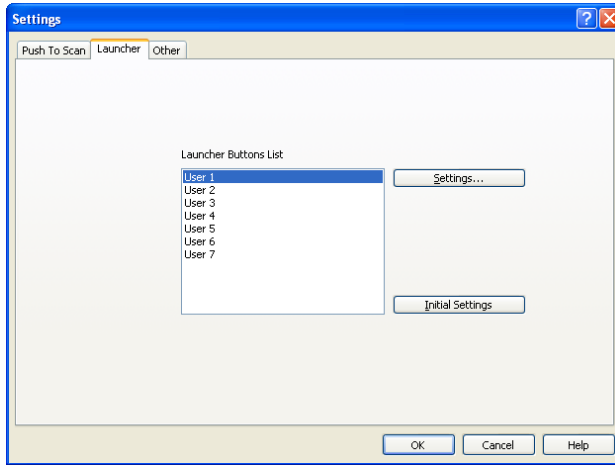 Settings
Push To Scan Launcher Other
Launcher Buttons List
User 1
User 2
User 3
User 4
User 5
User 6
User 7
Settings...
Initial Settings
OK Cancel Help